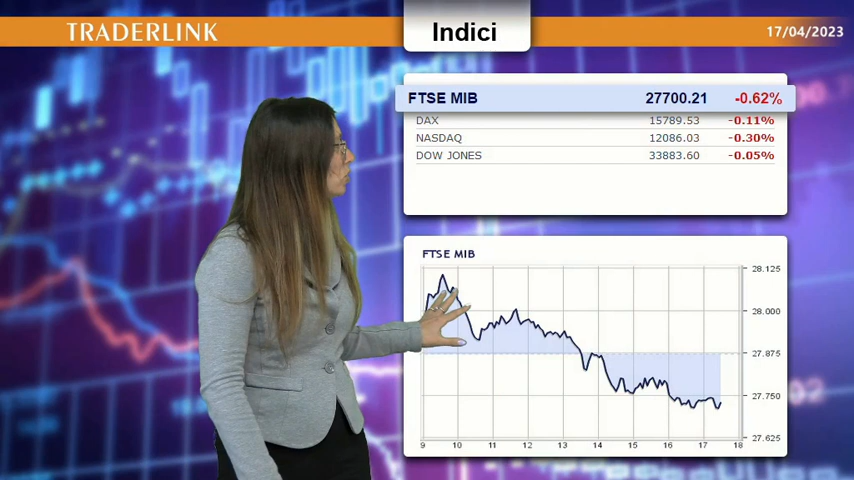 TRADERLINK
Indici
17/04/2023
FTSE MIB 27700.21 -0.62%
DAX 15789.53 -0.11%
NASDAQ 12086.03 -0.30%
DOW JONES 33883.60 -0.05%
FTSE MIB
28.125
28.000
27.875
27.750
27.625
9 10 11 12 13 14 15 16 17 18